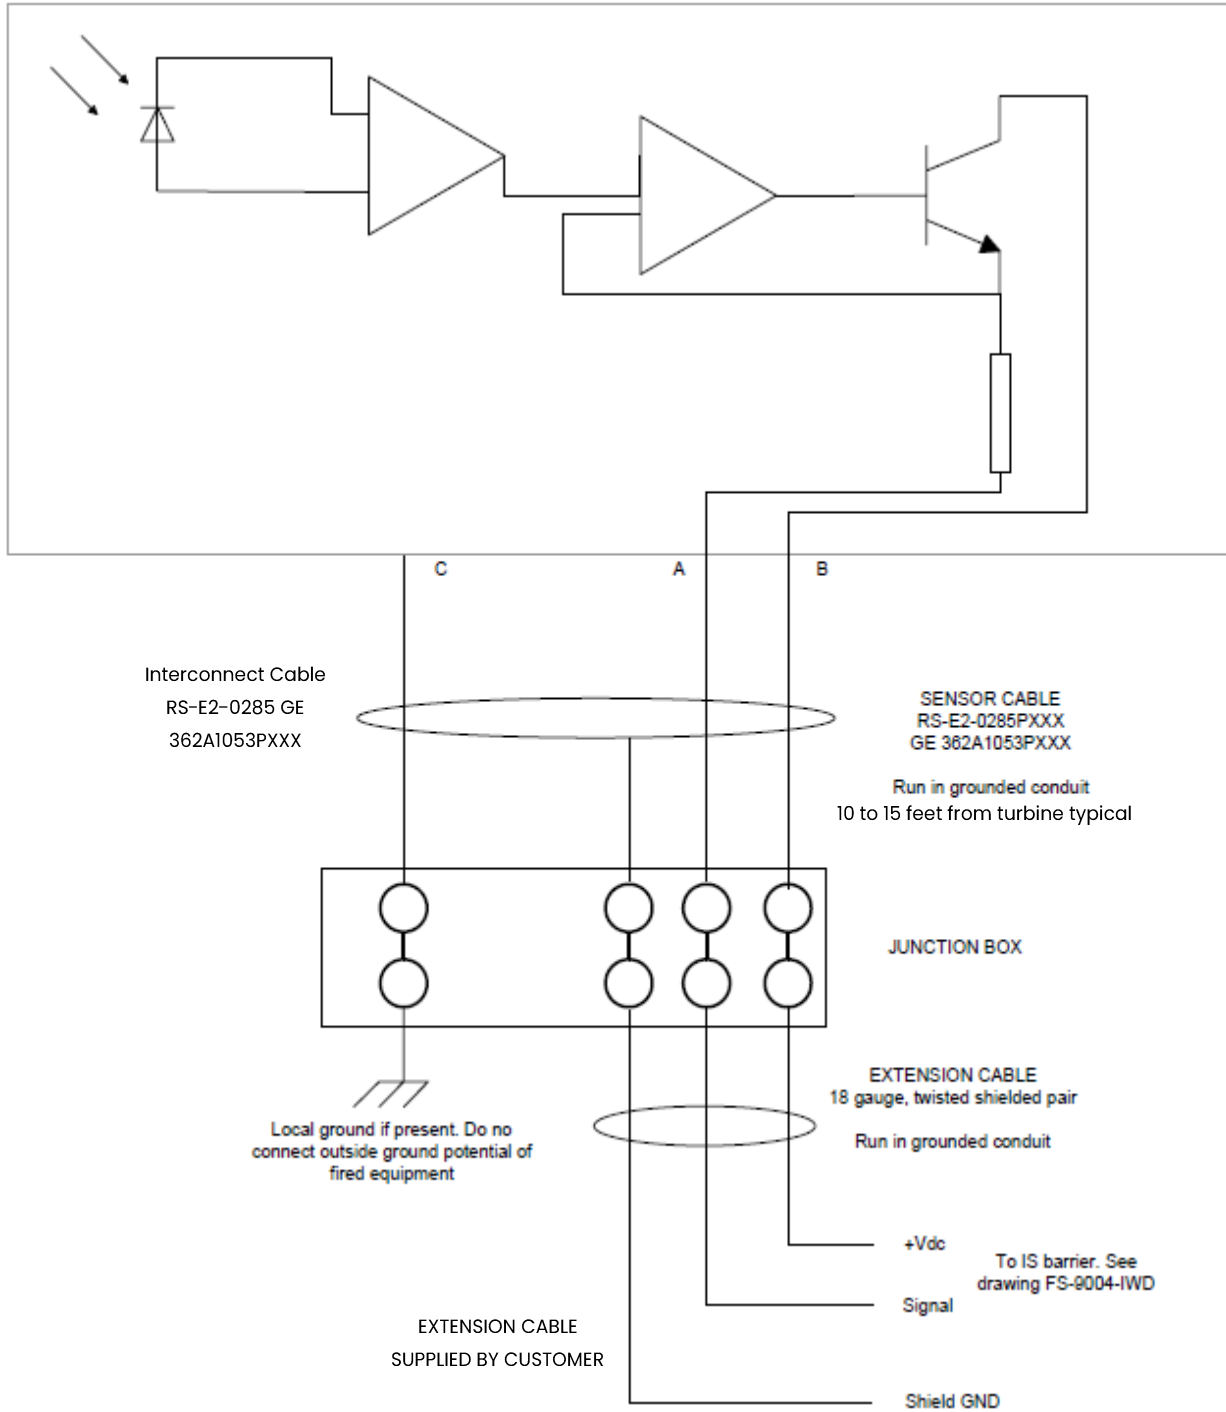 C
A
B
Interconnect Cable
RS-E2-0285 GE
362A1053PXXX
SENSOR CABLE
RS-E2-0285PXXX
GE 362A1053PXXX
Run in grounded conduit
10 to 15 feet from turbine typical
JUNCTION BOX
EXTENSION CABLE
18 gauge, twisted shielded pair
Run in grounded conduit
Local ground if present. Do no
connect outside ground potential of
fired equipment
+Vdc
To IS barrier. See
drawing FS-9004-IWD
Signal
EXTENSION CABLE
SUPPLIED BY CUSTOMER
Shield GND